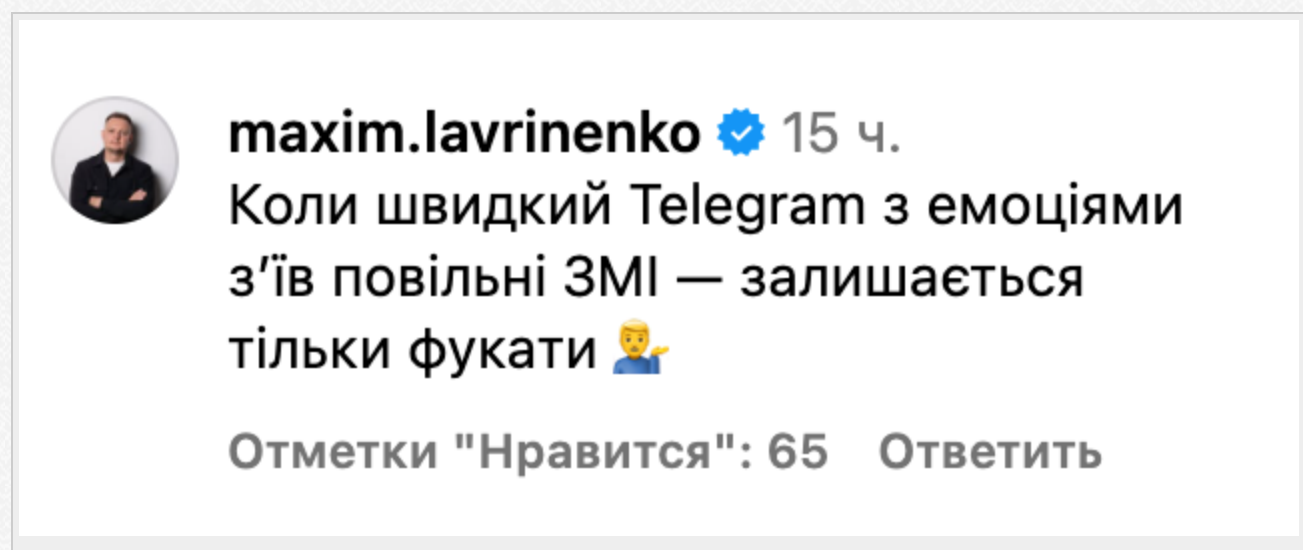 maxim.lavrinenko 15 ч.
Коли швидкий Telegram з емоціями
з’їв повільні ЗМІ — залишається
тільки фукати 💁‍♂️
Отметки "Нравится": 65 Ответить